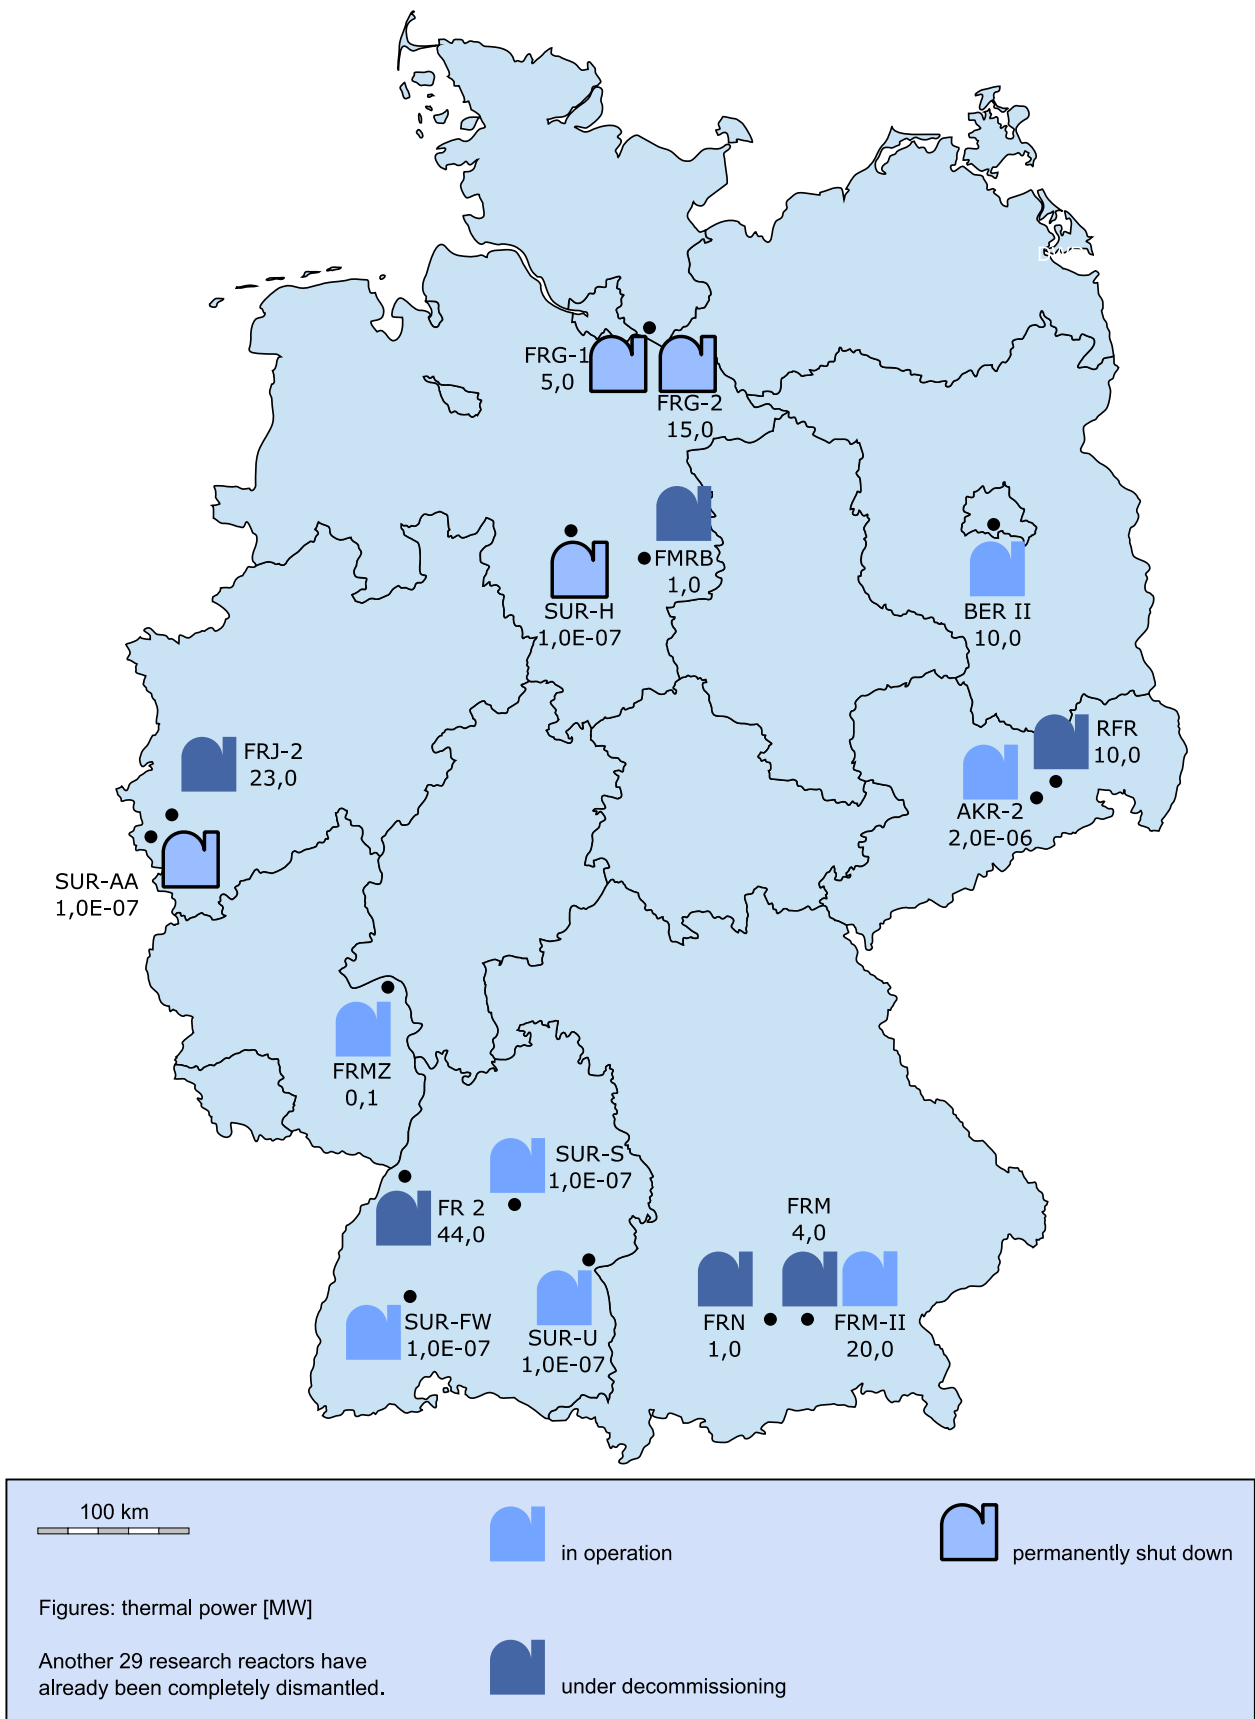 FRG-1
5,0
FRG-2
15,0
FMRB
1,0
SUR-H
1,0E-07
BER II
10,0
FRJ-2
23,0
RFR
10,0
AKR-2
2,0E-06
SUR-AA
1,0E-07
FRMZ
0,1
SUR-S
1,0E-07
FR 2
44,0
FRM
4,0
SUR-FW
1,0E-07
SUR-U
1,0E-07
FRN
1,0
FRM-II
20,0
100 km
in operation
permanently shut down
Figures: thermal power [MW]
Another 29 research reactors have
already been completely dismantled.
under decommissioning